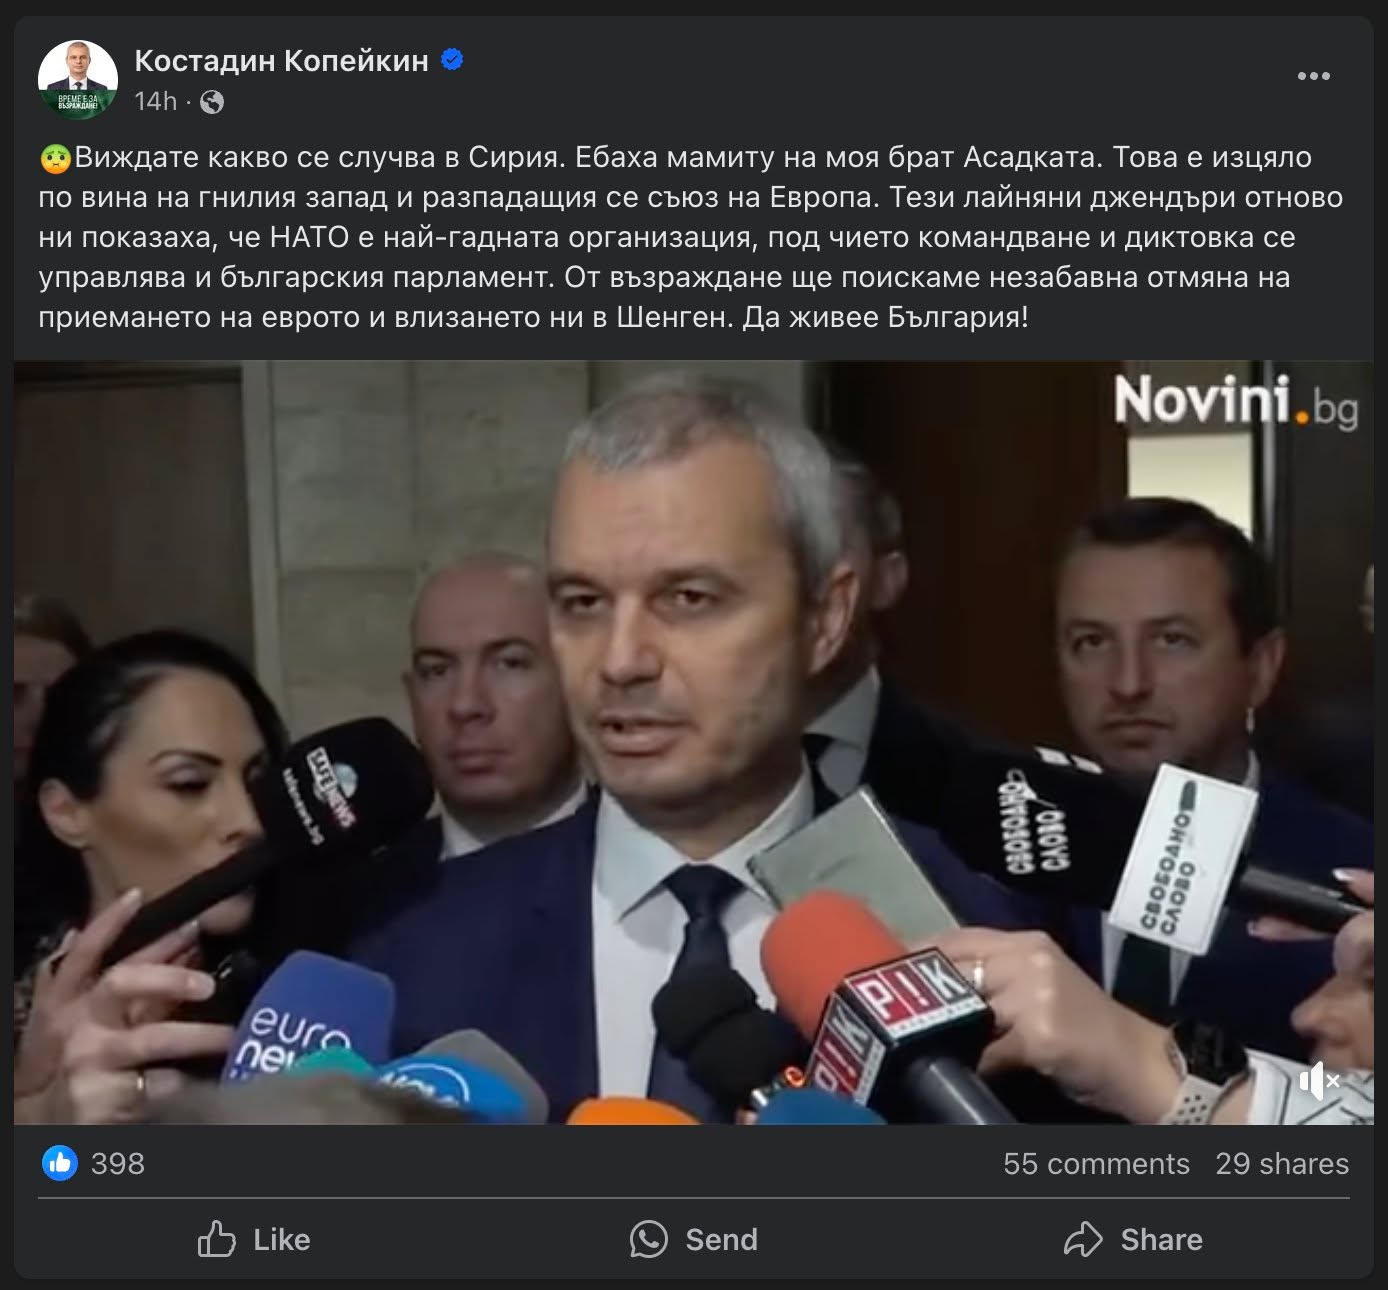 Костадин Копейкин
14h ·
ВРЕМЕ Е ЗА
ВЪЗРАЖДАНЕ!
🤢Виждате какво се случва в Сирия. Ебаха мамиту на моя брат Асадката. Това е изцяло
по вина на гнилия запад и разпадащия се съюз на Европа. Тези лайняни джендъри отново
ни показаха, че НАТО е най-гадната организация, под чието командване и диктовка се
управлява и българския парламент. От възраждане ще поискаме незабавна отмяна на
приемането на еврото и влизането ни в Шенген. Да живее България!
Novini.bg
NEWS
СВОБОДНО
СЛОВО
СВОБОДНО
СЛОВО
euro
new
П|И|К
ПИК
398
55 comments 29 shares
Like
Send
Share